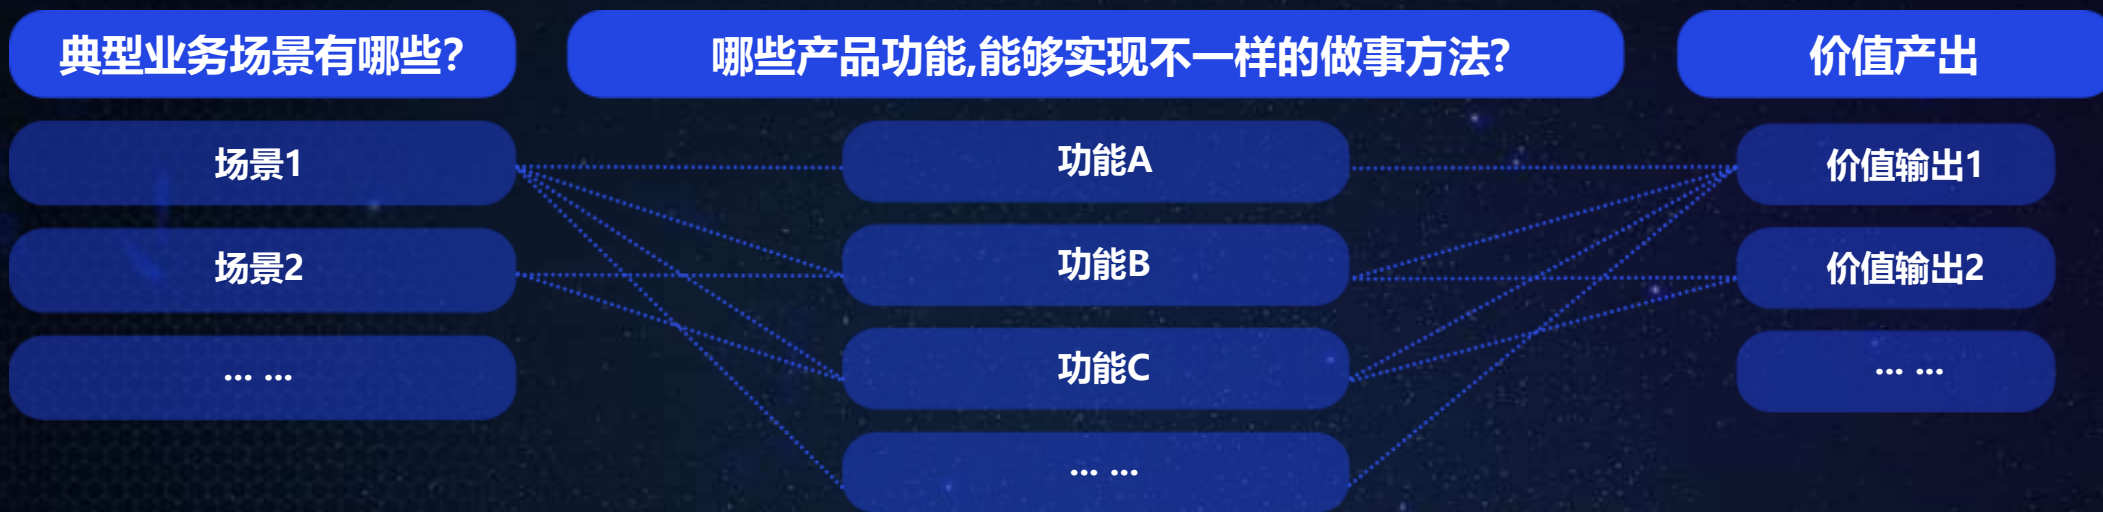 典型业务场景有哪些?
哪些产品功能,能够实现不一样的做事方法?
价值产出
场景1
功能A
价值输出1
场景2
功能B
价值输出2
... ...
功能C
... ...
... ...